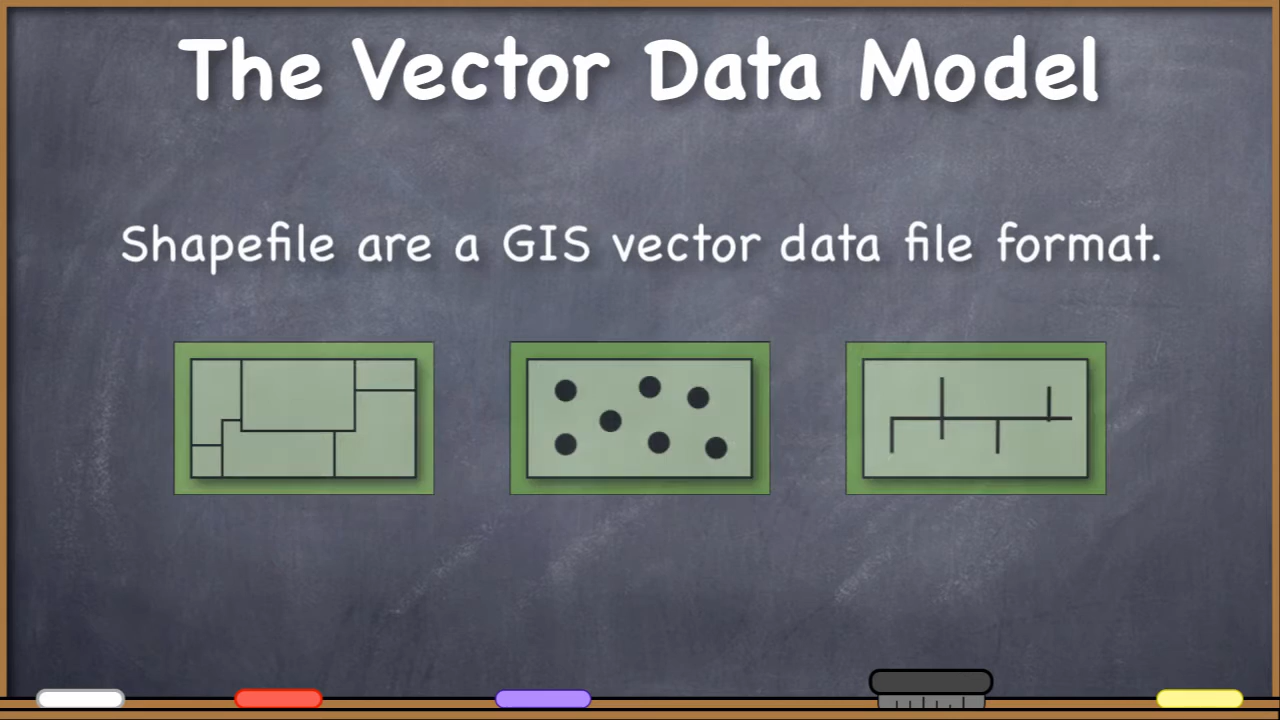 The Vector Data Model
Shapefile are a GIS vector data file format.